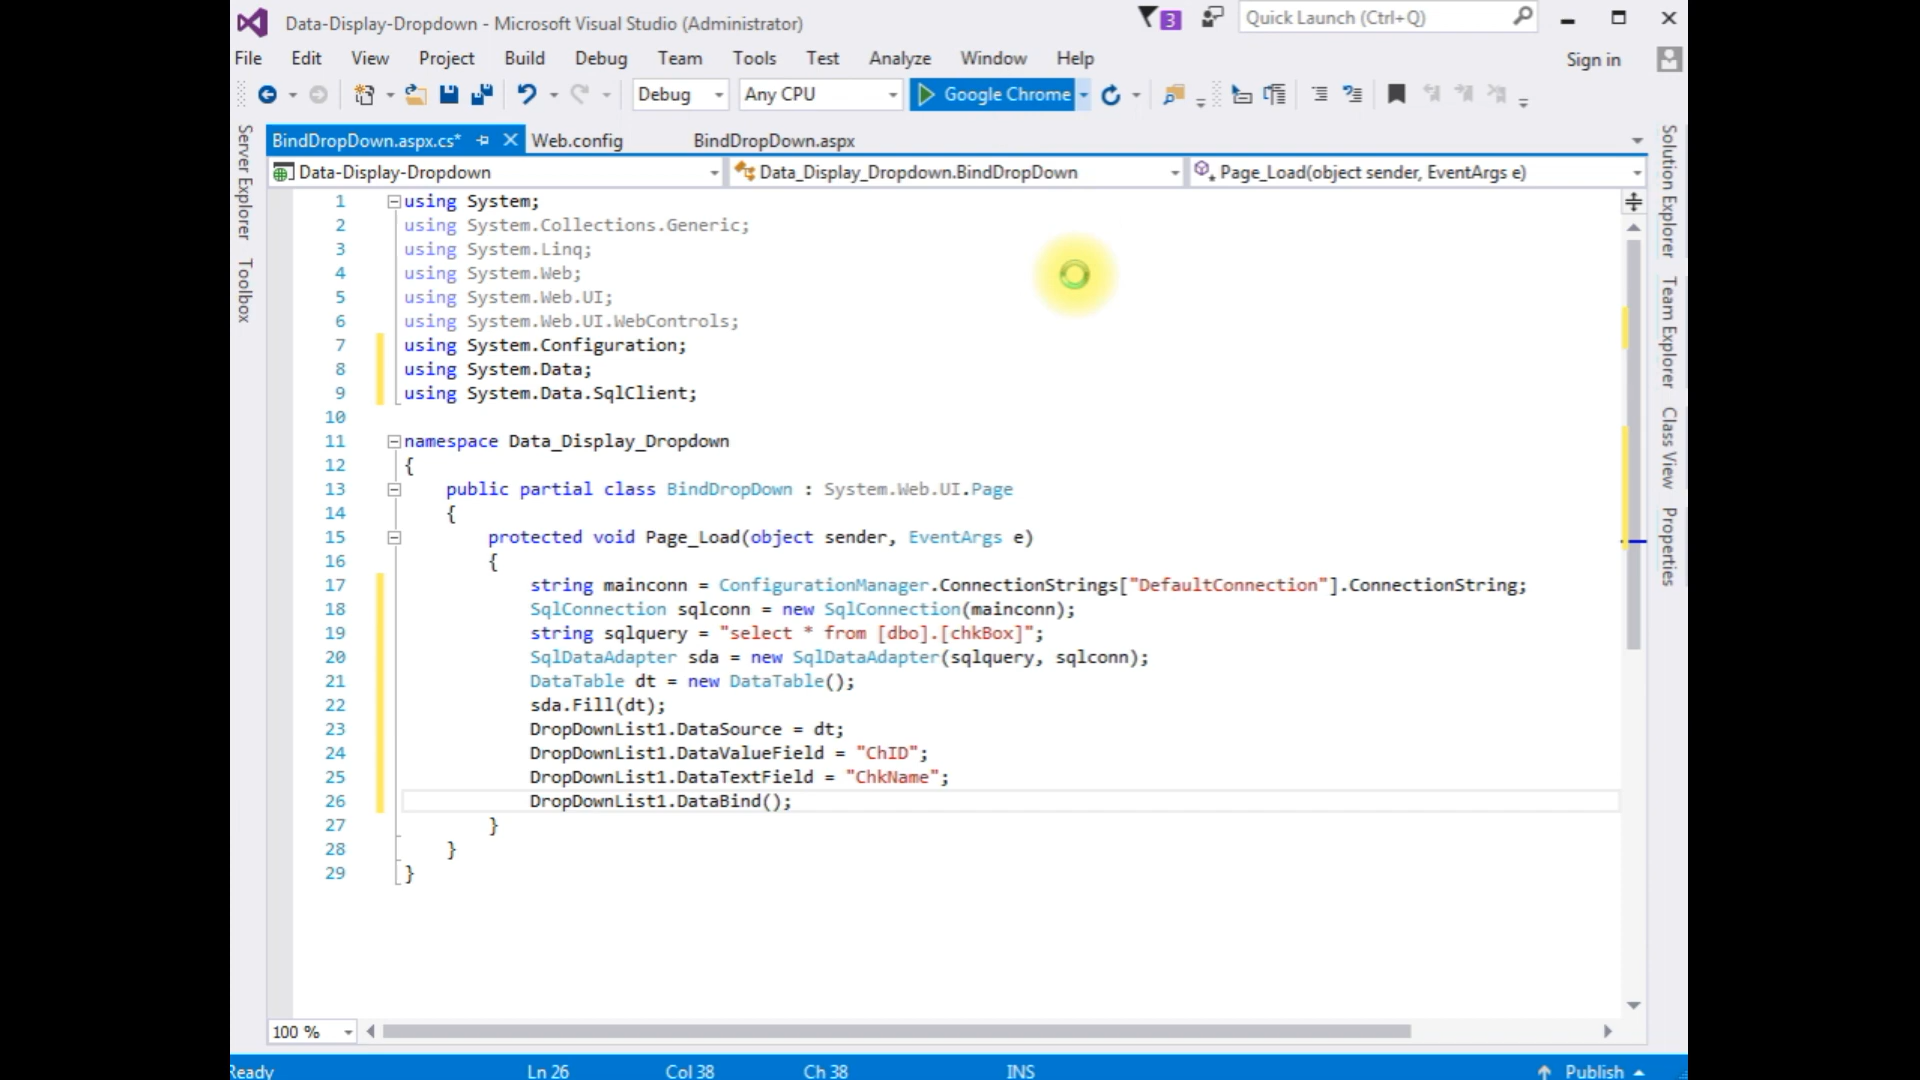 Data-Display-Dropdown - Microsoft Visual Studio (Administrator)
3
Quick Launch (Ctrl+Q)
File Edit View Project Build Debug Team Tools Test Analyze Window Help
Sign in
Debug
Any CPU
Google Chrome
BindDropDown.aspx.cs*
Web.config
BindDropDown.aspx
Data-Display-Dropdown
Data_Display_Dropdown.BindDropDown
Page_Load(object sender, EventArgs e)
Server Explorer
Toolbox
1 using System;
2 using System.Collections.Generic;
3 using System.Linq;
4 using System.Web;
5 using System.Web.UI;
6 using System.Web.UI.WebControls;
7 using System.Configuration;
8 using System.Data;
9 using System.Data.SqlClient;
10
11 namespace Data_Display_Dropdown
12 {
13 public partial class BindDropDown : System.Web.UI.Page
14 {
15 protected void Page_Load(object sender, EventArgs e)
16 {
17 string mainconn = ConfigurationManager.ConnectionStrings["DefaultConnection"].ConnectionString;
18 SqlConnection sqlconn = new SqlConnection(mainconn);
19 string sqlquery = "select * from [dbo].[chkBox]";
20 SqlDataAdapter sda = new SqlDataAdapter(sqlquery, sqlconn);
21 DataTable dt = new DataTable();
22 sda.Fill(dt);
23 DropDownList1.DataSource = dt;
24 DropDownList1.DataValueField = "ChID";
25 DropDownList1.DataTextField = "ChkName";
26 DropDownList1.DataBind();
27 }
28 }
29 }
Solution Explorer
Team Explorer
Class View
Properties
100 %
Ready
Ln 26
Col 38
Ch 38
INS
Publish